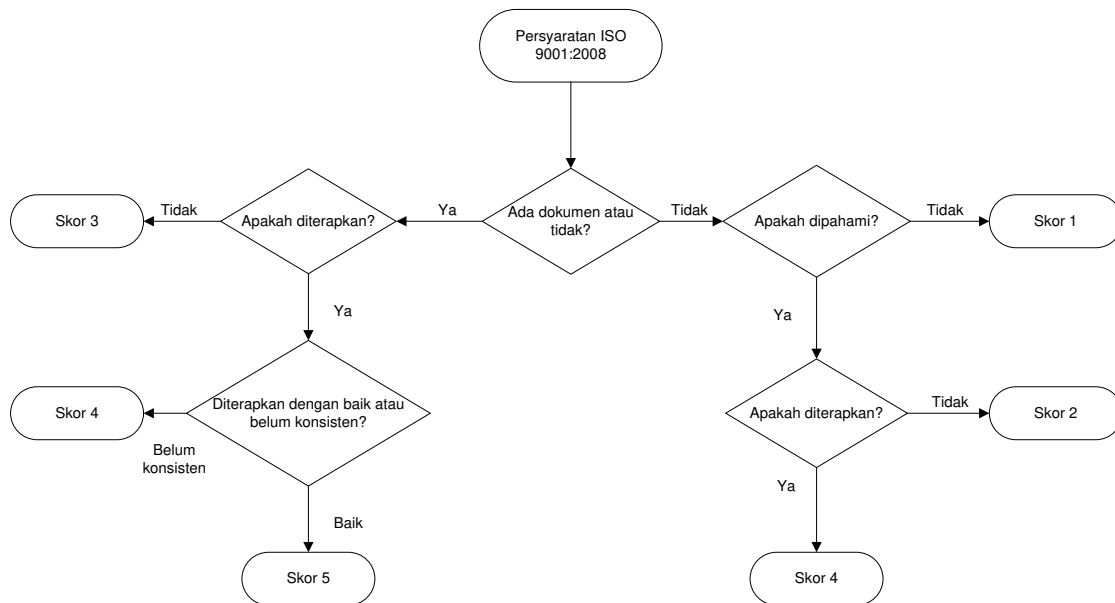 Persyaratan ISO
9001:2008
Ada dokumen atau
tidak?
Ya
Tidak
Apakah diterapkan?
Tidak
Skor 3
Ya
Diterapkan dengan baik atau
belum konsisten?
Skor 4
Belum
konsisten
Baik
Skor 5
Apakah dipahami?
Tidak
Skor 1
Ya
Apakah diterapkan?
Tidak
Skor 2
Ya
Skor 4